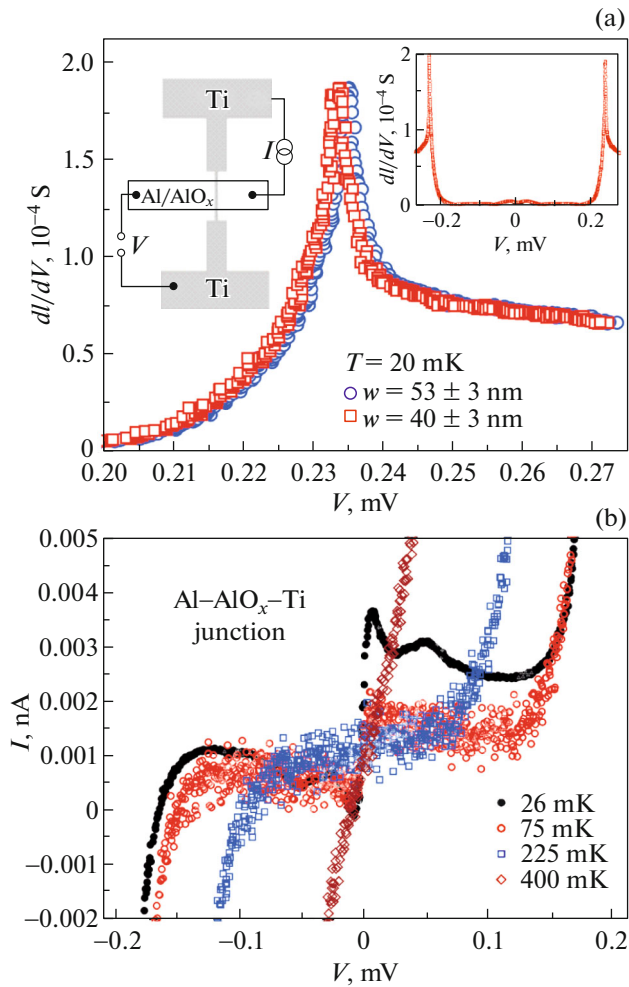 (a)
2.0
1.5
1.0
0.5
0
dI/dV, 10⁻⁴ S
0.20
0.21
0.22
0.23
0.24
0.25
0.26
0.27
V, mV
Ti
I
Al/AlOₓ
V
Ti
2
1
0
dI/dV, 10⁻⁴ S
−0.2
0
0.2
V, mV
T = 20 mK
w = 53 ± 3 nm
w = 40 ± 3 nm
(b)
0.005
0.004
0.003
0.002
0.001
0
−0.001
−0.002
I, nA
Al–AlOₓ–Ti
junction
26 mK
75 mK
225 mK
400 mK
−0.2
−0.1
0
0.1
0.2
V, mV